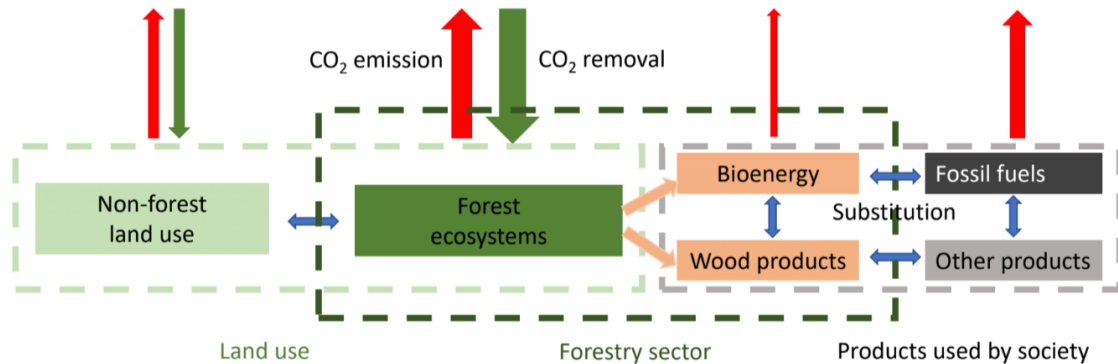 CO₂ emission
CO₂ removal
Non-forest
land use
Forest
ecosystems
Bioenergy
Fossil fuels
Substitution
Wood products
Other products
Land use
Forestry sector
Products used by society